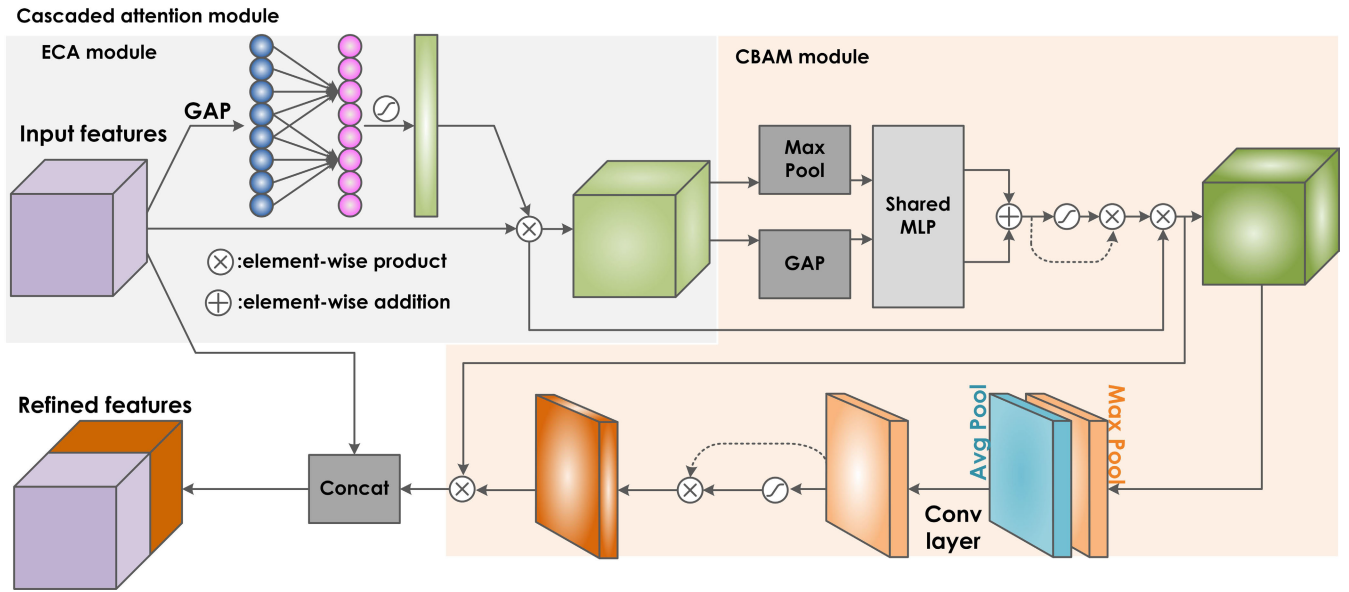 Cascaded attention module
ECA module
CBAM module
GAP
Input features
Max
Pool
Shared
MLP
GAP
:element-wise product
:element-wise addition
Refined features
Avg Pool
Max Pool
Concat
Conv
layer